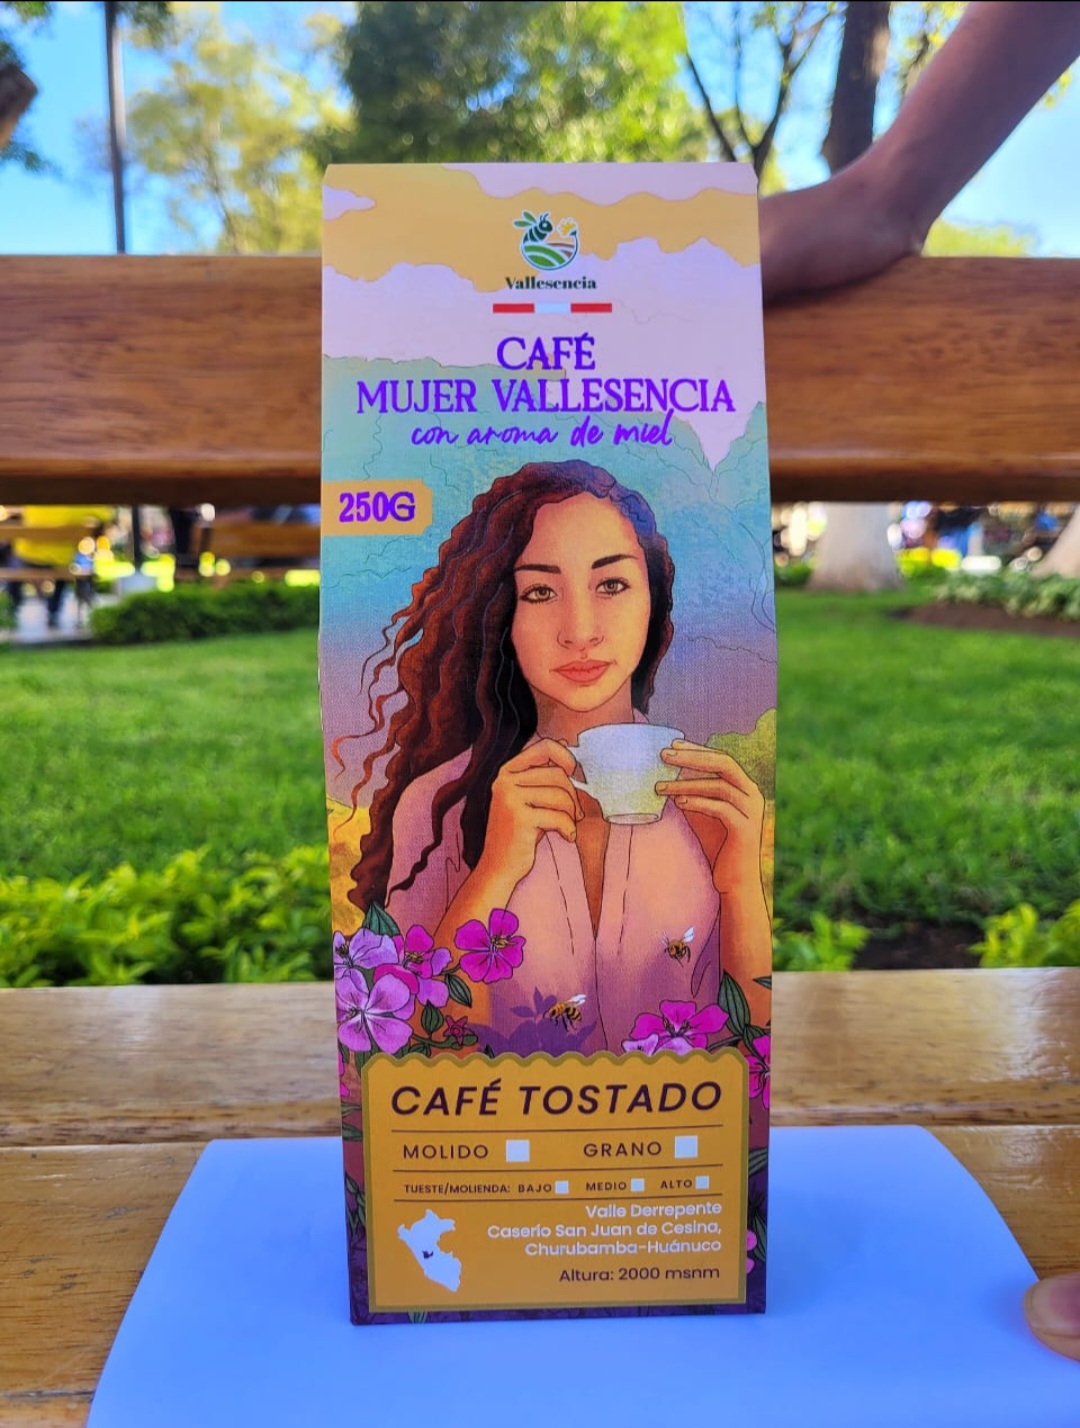 Vallesencia
CAFÉ
MUJER VALLESENCIA
con aroma de miel
250G
CAFÉ TOSTADO
MOLIDO GRANO
TUESTE/MOLIENDA: BAJO MEDIO ALTO
Valle Derrepente
Caserío San Juan de Cesina,
Churubamba-Huánuco
Altura: 2000 msnm